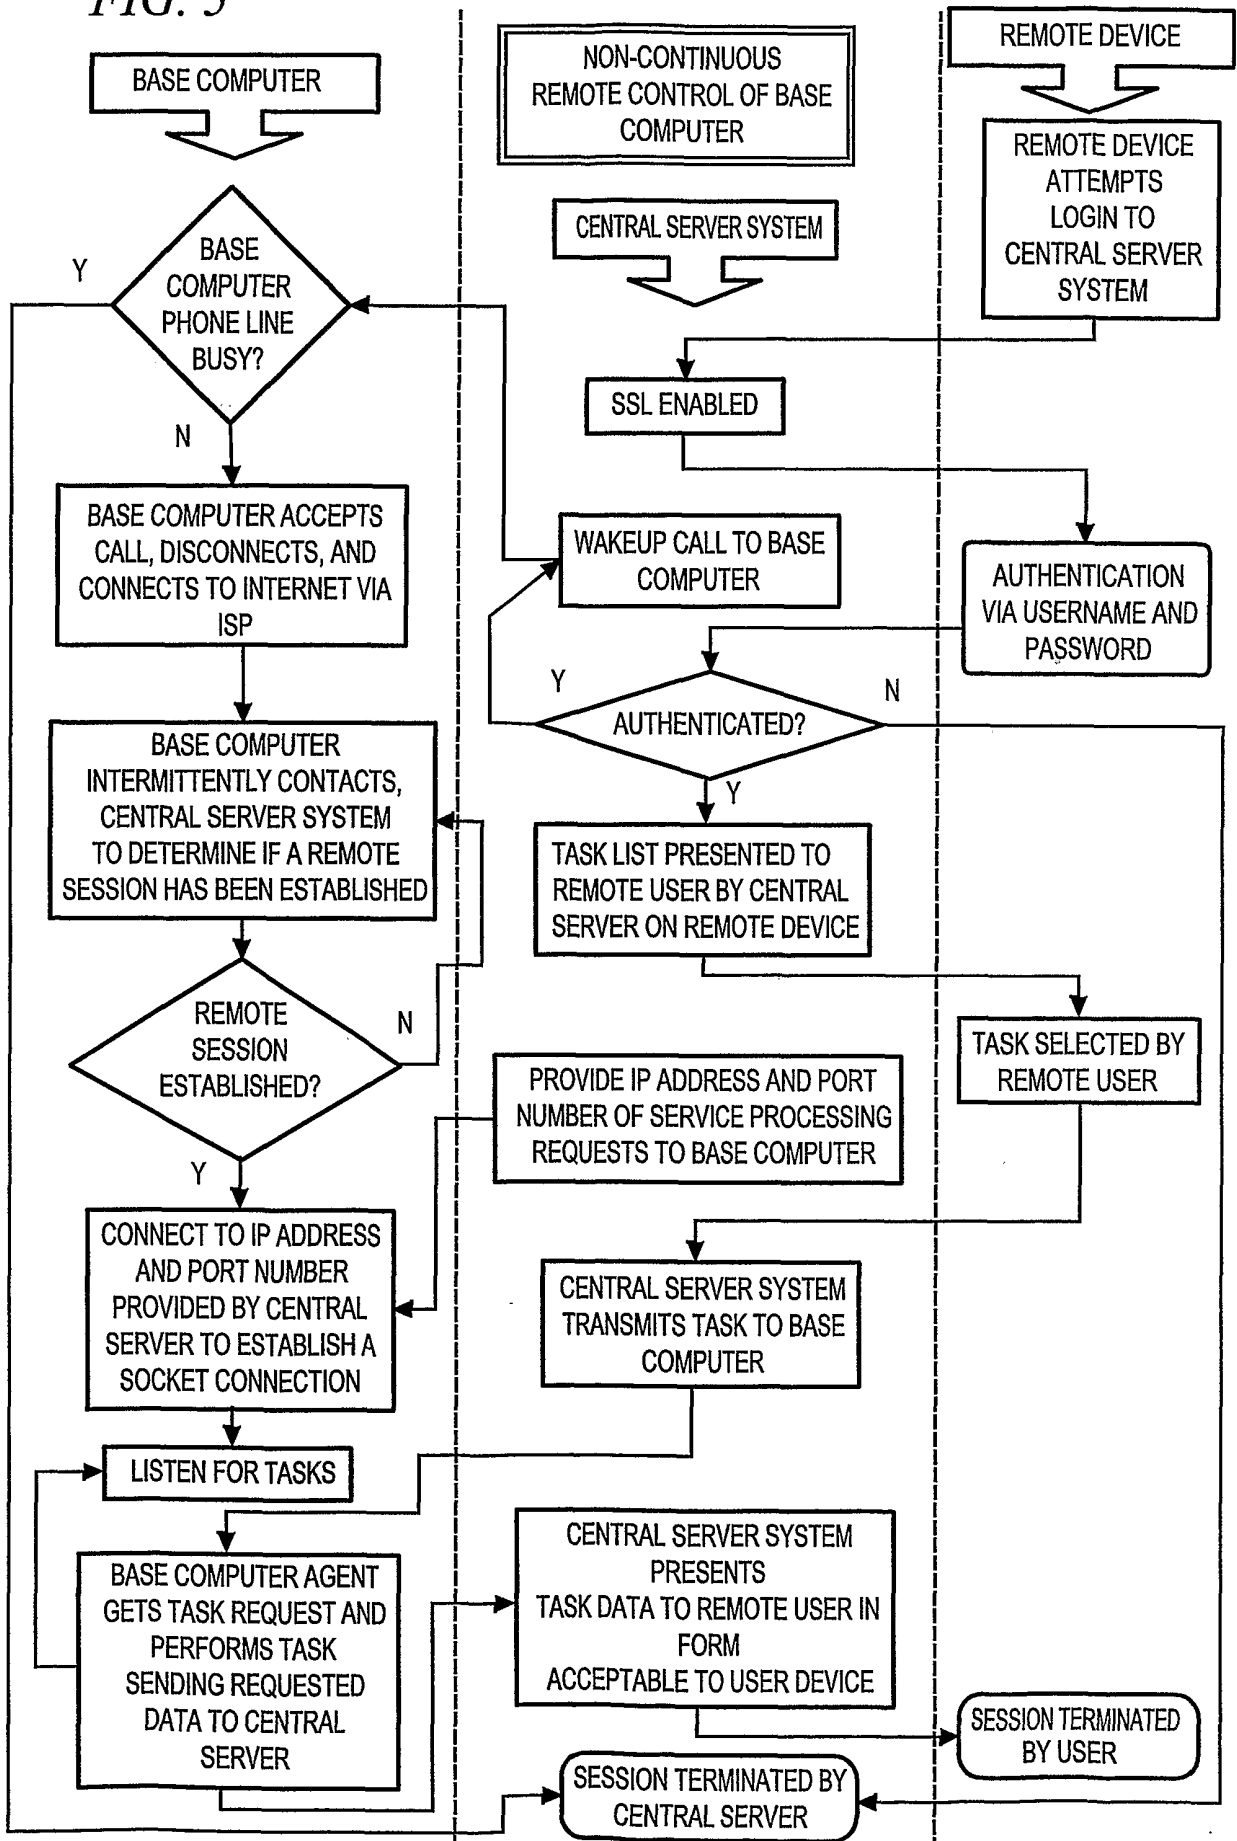 FIG. 5
BASE COMPUTER
Y
BASE
COMPUTER
PHONE LINE
BUSY?
N
BASE COMPUTER ACCEPTS
CALL, DISCONNECTS, AND
CONNECTS TO INTERNET VIA
ISP
BASE COMPUTER
INTERMITTENTLY CONTACTS,
CENTRAL SERVER SYSTEM
TO DETERMINE IF A REMOTE
SESSION HAS BEEN ESTABLISHED
REMOTE
SESSION
ESTABLISHED?
N
Y
CONNECT TO IP ADDRESS
AND PORT NUMBER
PROVIDED BY CENTRAL
SERVER TO ESTABLISH A
SOCKET CONNECTION
LISTEN FOR TASKS
BASE COMPUTER AGENT
GETS TASK REQUEST AND
PERFORMS TASK
SENDING REQUESTED
DATA TO CENTRAL
SERVER
NON-CONTINUOUS
REMOTE CONTROL OF BASE
COMPUTER
CENTRAL SERVER SYSTEM
SSL ENABLED
WAKEUP CALL TO BASE
COMPUTER
Y
AUTHENTICATED?
N
Y
TASK LIST PRESENTED TO
REMOTE USER BY CENTRAL
SERVER ON REMOTE DEVICE
PROVIDE IP ADDRESS AND PORT
NUMBER OF SERVICE PROCESSING
REQUESTS TO BASE COMPUTER
CENTRAL SERVER SYSTEM
TRANSMITS TASK TO BASE
COMPUTER
CENTRAL SERVER SYSTEM
PRESENTS
TASK DATA TO REMOTE USER IN
FORM
ACCEPTABLE TO USER DEVICE
SESSION TERMINATED BY
CENTRAL SERVER
REMOTE DEVICE
REMOTE DEVICE
ATTEMPTS
LOGIN TO
CENTRAL SERVER
SYSTEM
AUTHENTICATION
VIA USERNAME AND
PASSWORD
TASK SELECTED BY
REMOTE USER
SESSION TERMINATED
BY USER